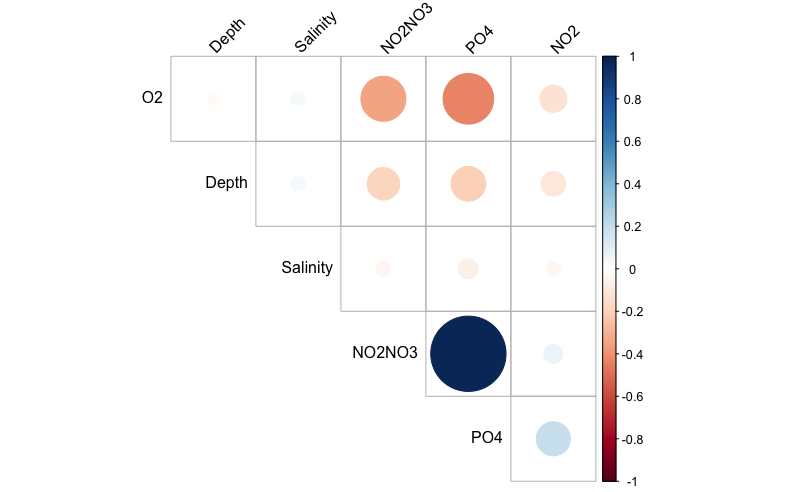 Depth
Salinity
NO2NO3
PO4
NO2
O2
Depth
Salinity
NO2NO3
PO4
1
0.8
0.6
0.4
0.2
0
-0.2
-0.4
-0.6
-0.8
-1